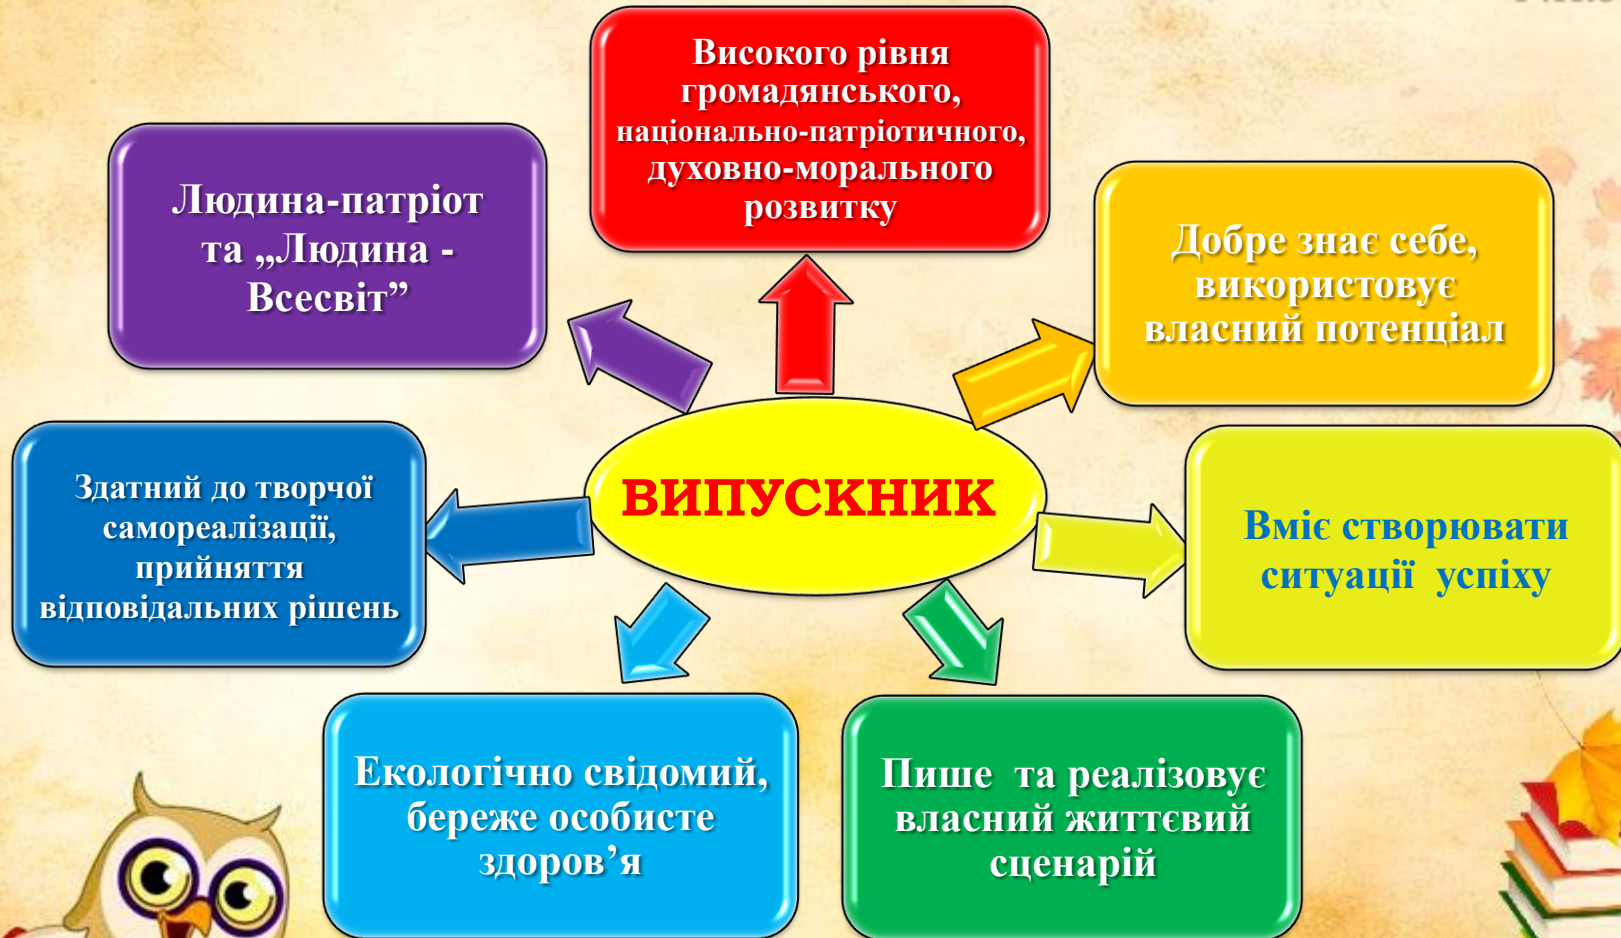 Високого рівня
громадянського,
національно-патріотичного,
духовно-морального
розвитку
Людина-патріот
та „Людина -
Всесвіт”
Добре знає себе,
використовує
власний потенціал
ВИПУСКНИК
Здатний до творчої
самореалізації,
прийняття
відповідальних рішень
Вміє створювати
ситуації  успіху
Екологічно свідомий,
береже особисте
здоров’я
Пише  та реалізовує
власний життєвий
сценарій